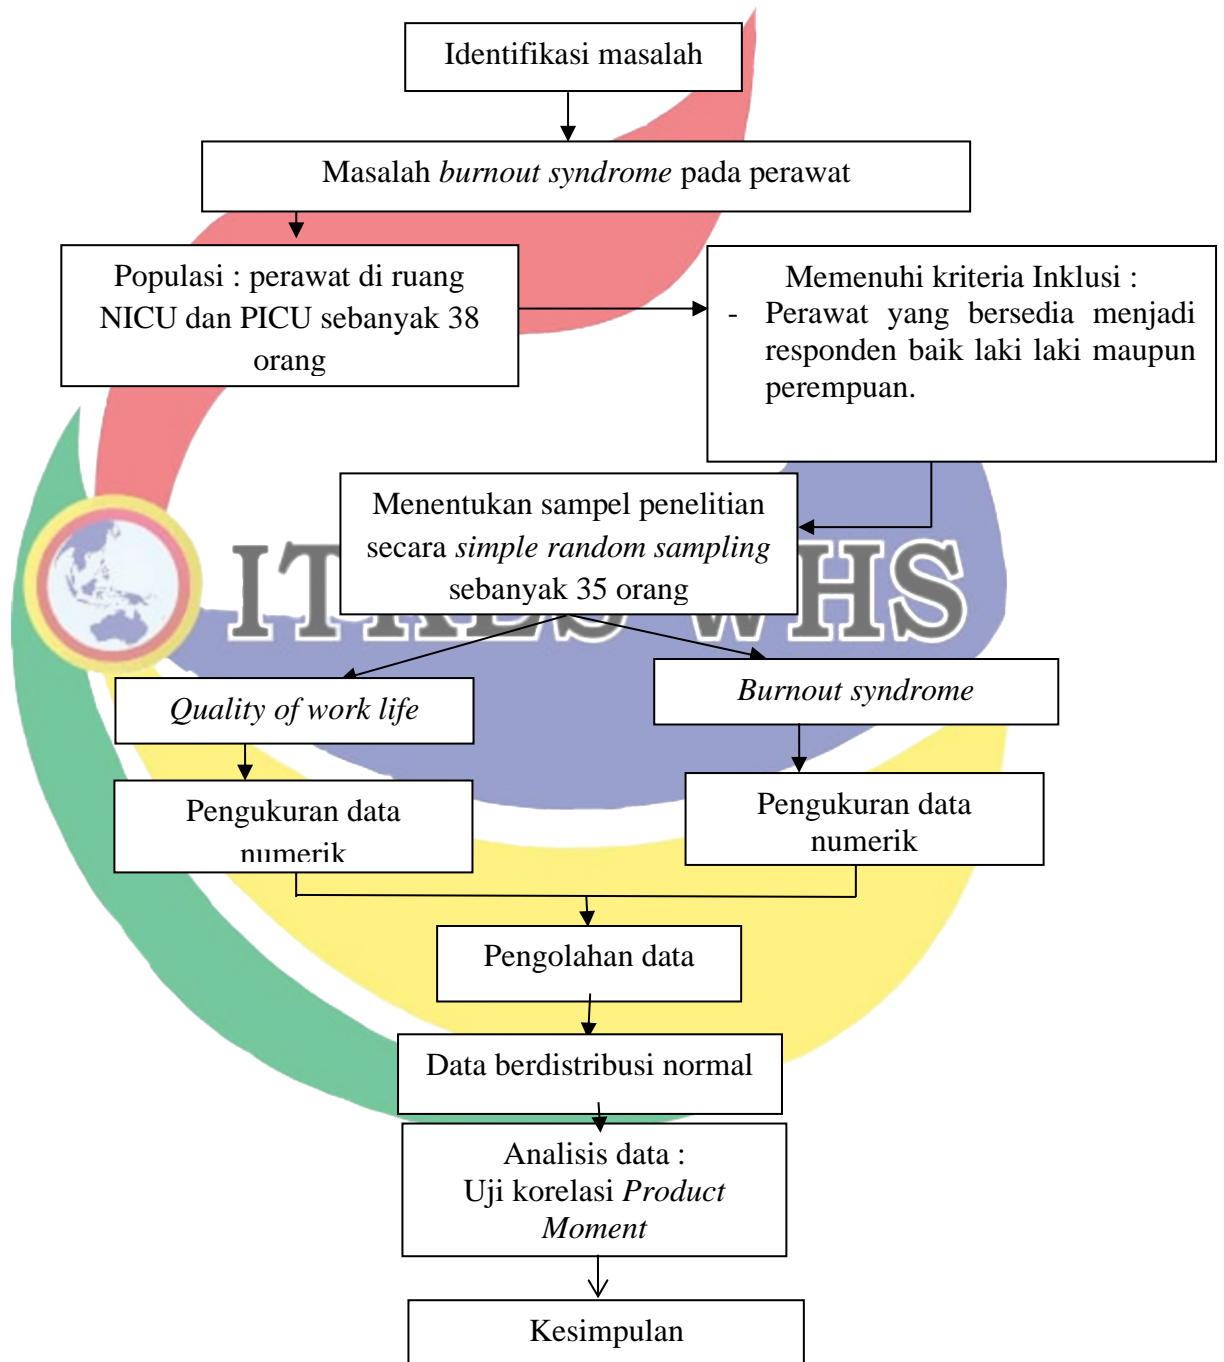 Identifikasi masalah
Masalah burnout syndrome pada perawat
Populasi : perawat di ruang
NICU dan PICU sebanyak 38
orang
Memenuhi kriteria Inklusi :
- Perawat yang bersedia menjadi
responden baik laki laki maupun
perempuan.
Menentukan sampel penelitian
secara simple random sampling
sebanyak 35 orang
ITKES WHS
Quality of work life
Burnout syndrome
Pengukuran data
numerik
Pengukuran data
numerik
Pengolahan data
Data berdistribusi normal
Analisis data :
Uji korelasi Product
Moment
Kesimpulan